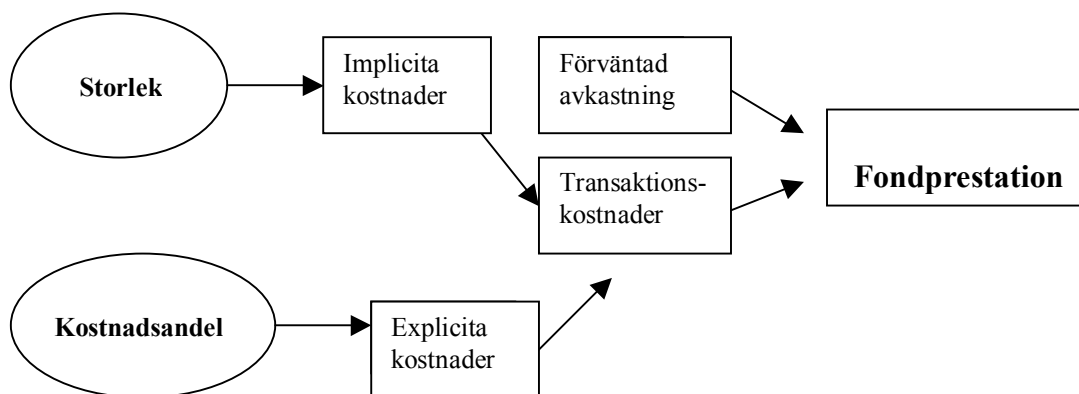 Storlek
Implicita
kostnader
Förväntad
avkastning
Transaktions-
kostnader
Fondprestation
Kostnadsandel
Explicita
kostnader